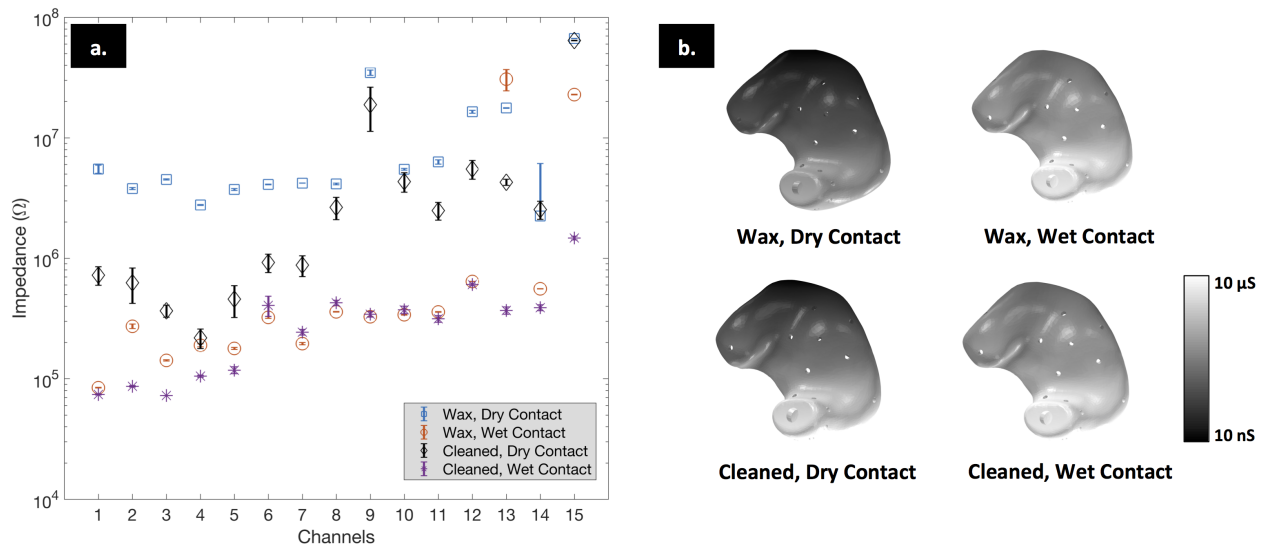 a.
10^8
10^7
10^6
10^5
10^4
Impedance (Ω)
1 2 3 4 5 6 7 8 9 10 11 12 13 14 15
Channels
Wax, Dry Contact
Wax, Wet Contact
Cleaned, Dry Contact
Cleaned, Wet Contact
b.
Wax, Dry Contact
Wax, Wet Contact
Cleaned, Dry Contact
Cleaned, Wet Contact
10 µS
10 nS